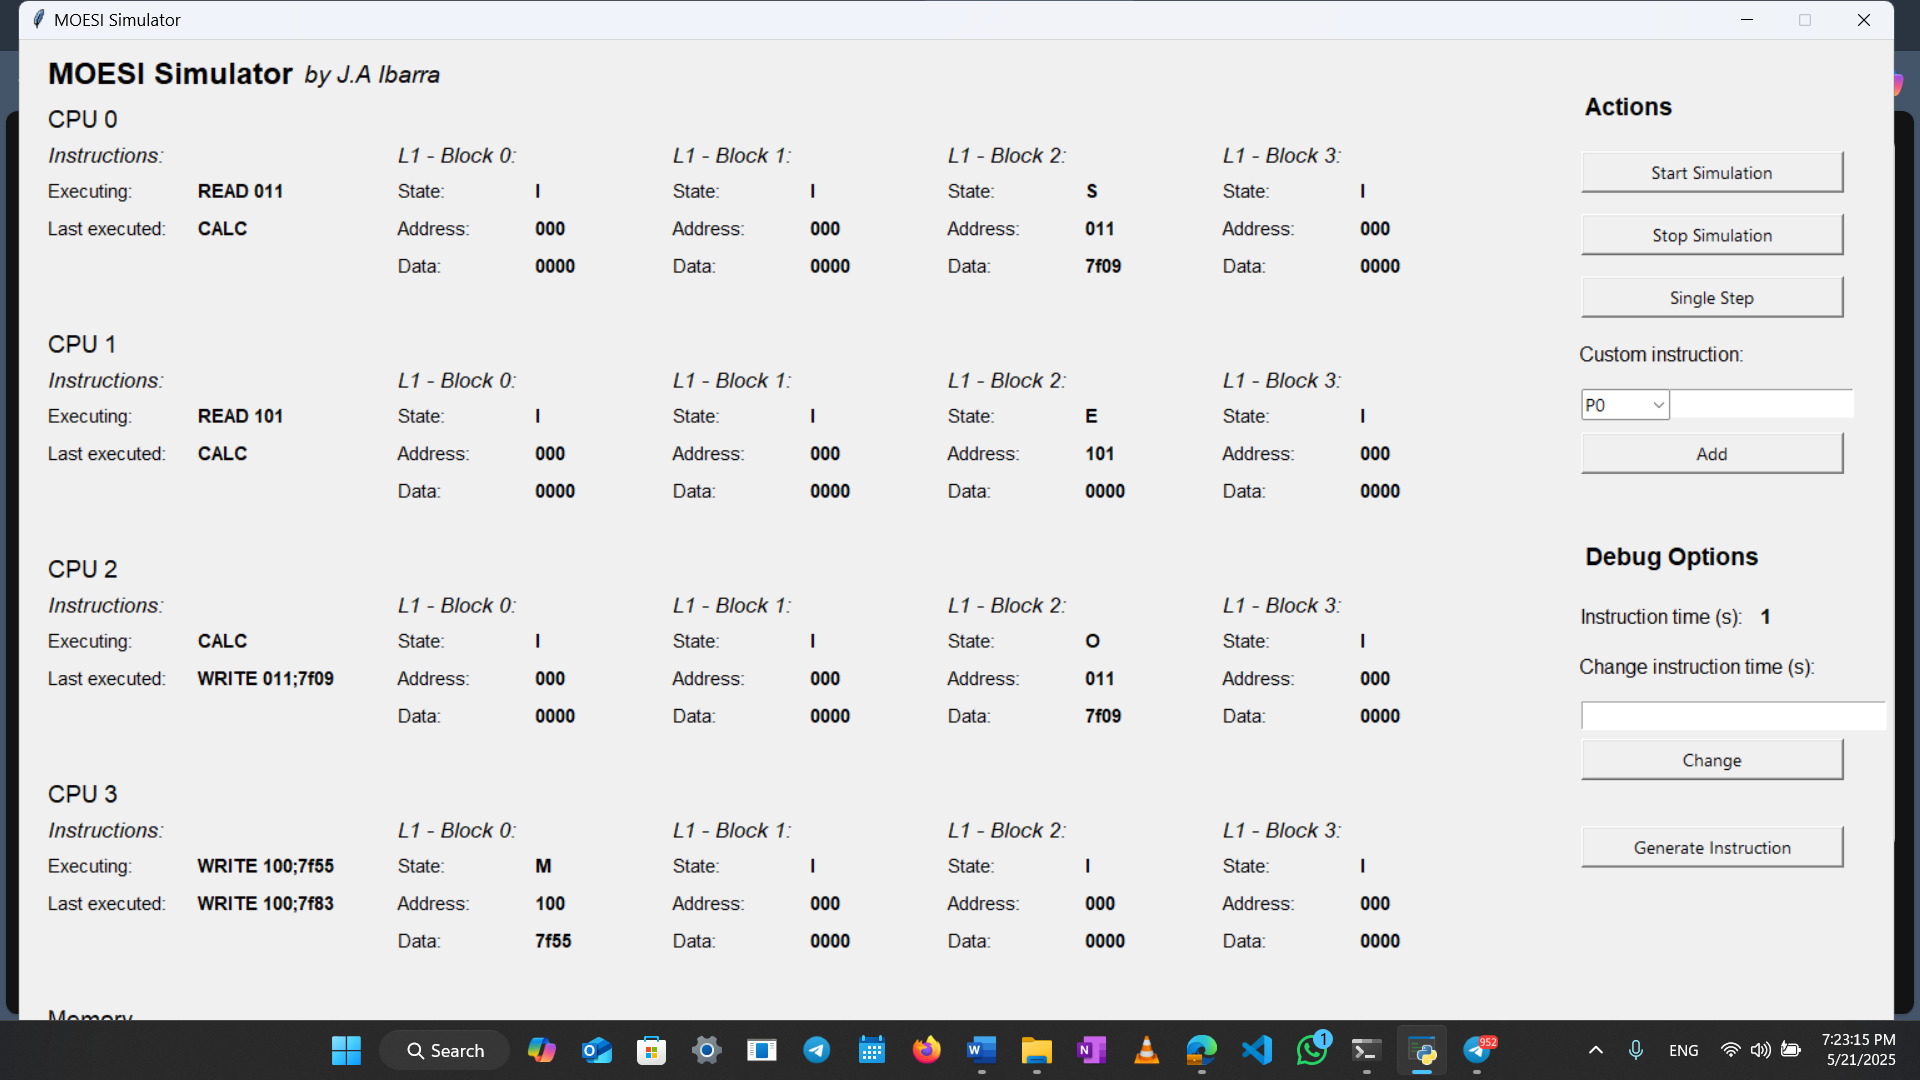 MOESI Simulator
MOESI Simulator by J.A Ibarra
CPU 0
Instructions: L1 - Block 0: L1 - Block 1: L1 - Block 2: L1 - Block 3:
Executing: READ 011 State: I State: I State: S State: I
Last executed: CALC Address: 000 Address: 000 Address: 011 Address: 000
Data: 0000 Data: 0000 Data: 7f09 Data: 0000
CPU 1
Instructions: L1 - Block 0: L1 - Block 1: L1 - Block 2: L1 - Block 3:
Executing: READ 101 State: I State: I State: E State: I
Last executed: CALC Address: 000 Address: 000 Address: 101 Address: 000
Data: 0000 Data: 0000 Data: 0000 Data: 0000
CPU 2
Instructions: L1 - Block 0: L1 - Block 1: L1 - Block 2: L1 - Block 3:
Executing: CALC State: I State: I State: O State: I
Last executed: WRITE 011;7f09 Address: 000 Address: 000 Address: 011 Address: 000
Data: 0000 Data: 0000 Data: 7f09 Data: 0000
CPU 3
Instructions: L1 - Block 0: L1 - Block 1: L1 - Block 2: L1 - Block 3:
Executing: WRITE 100;7f55 State: M State: I State: I State: I
Last executed: WRITE 100;7f83 Address: 100 Address: 000 Address: 000 Address: 000
Data: 7f55 Data: 0000 Data: 0000 Data: 0000
Memory
Actions
Start Simulation
Stop Simulation
Single Step
Custom instruction:
P0
Add
Debug Options
Instruction time (s): 1
Change instruction time (s):
Change
Generate Instruction
Search
1
952
ENG
7:23:15 PM
5/21/2025